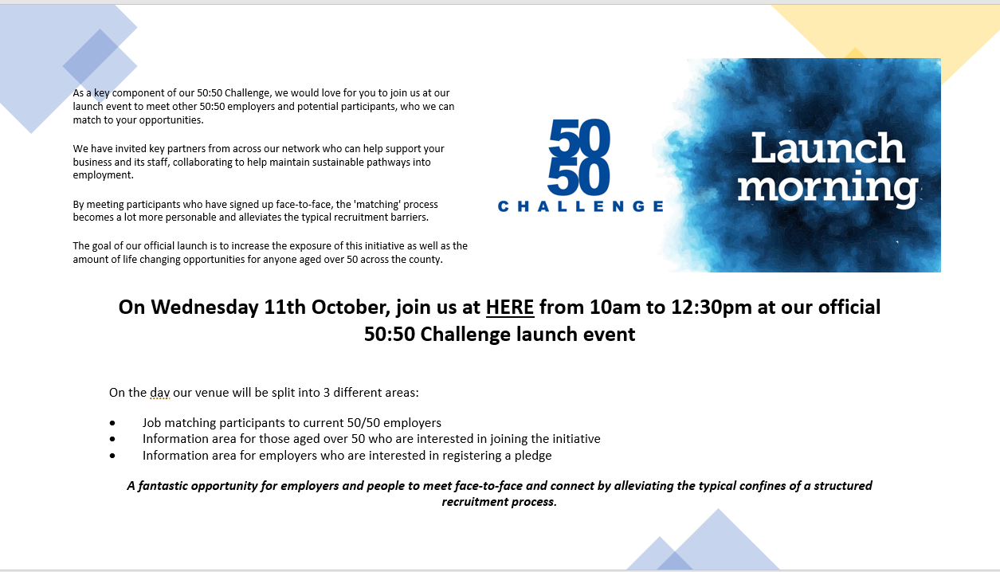 As a key component of our 50:50 Challenge, we would love for you to join us at our
launch event to meet other 50:50 employers and potential participants, who we can
match to your opportunities.
We have invited key partners from across our network who can help support your
business and its staff, collaborating to help maintain sustainable pathways into
employment.
By meeting participants who have signed up face-to-face, the 'matching' process
becomes a lot more personable and alleviates the typical recruitment barriers.
The goal of our official launch is to increase the exposure of this initiative as well as the
amount of life changing opportunities for anyone aged over 50 across the county.
50
50
CHALLENGE
Launch
morning
On Wednesday 11th October, join us at HERE from 10am to 12:30pm at our official
50:50 Challenge launch event
On the day our venue will be split into 3 different areas:
• Job matching participants to current 50/50 employers
• Information area for those aged over 50 who are interested in joining the initiative
• Information area for employers who are interested in registering a pledge
A fantastic opportunity for employers and people to meet face-to-face and connect by alleviating the typical confines of a structured
recruitment process.